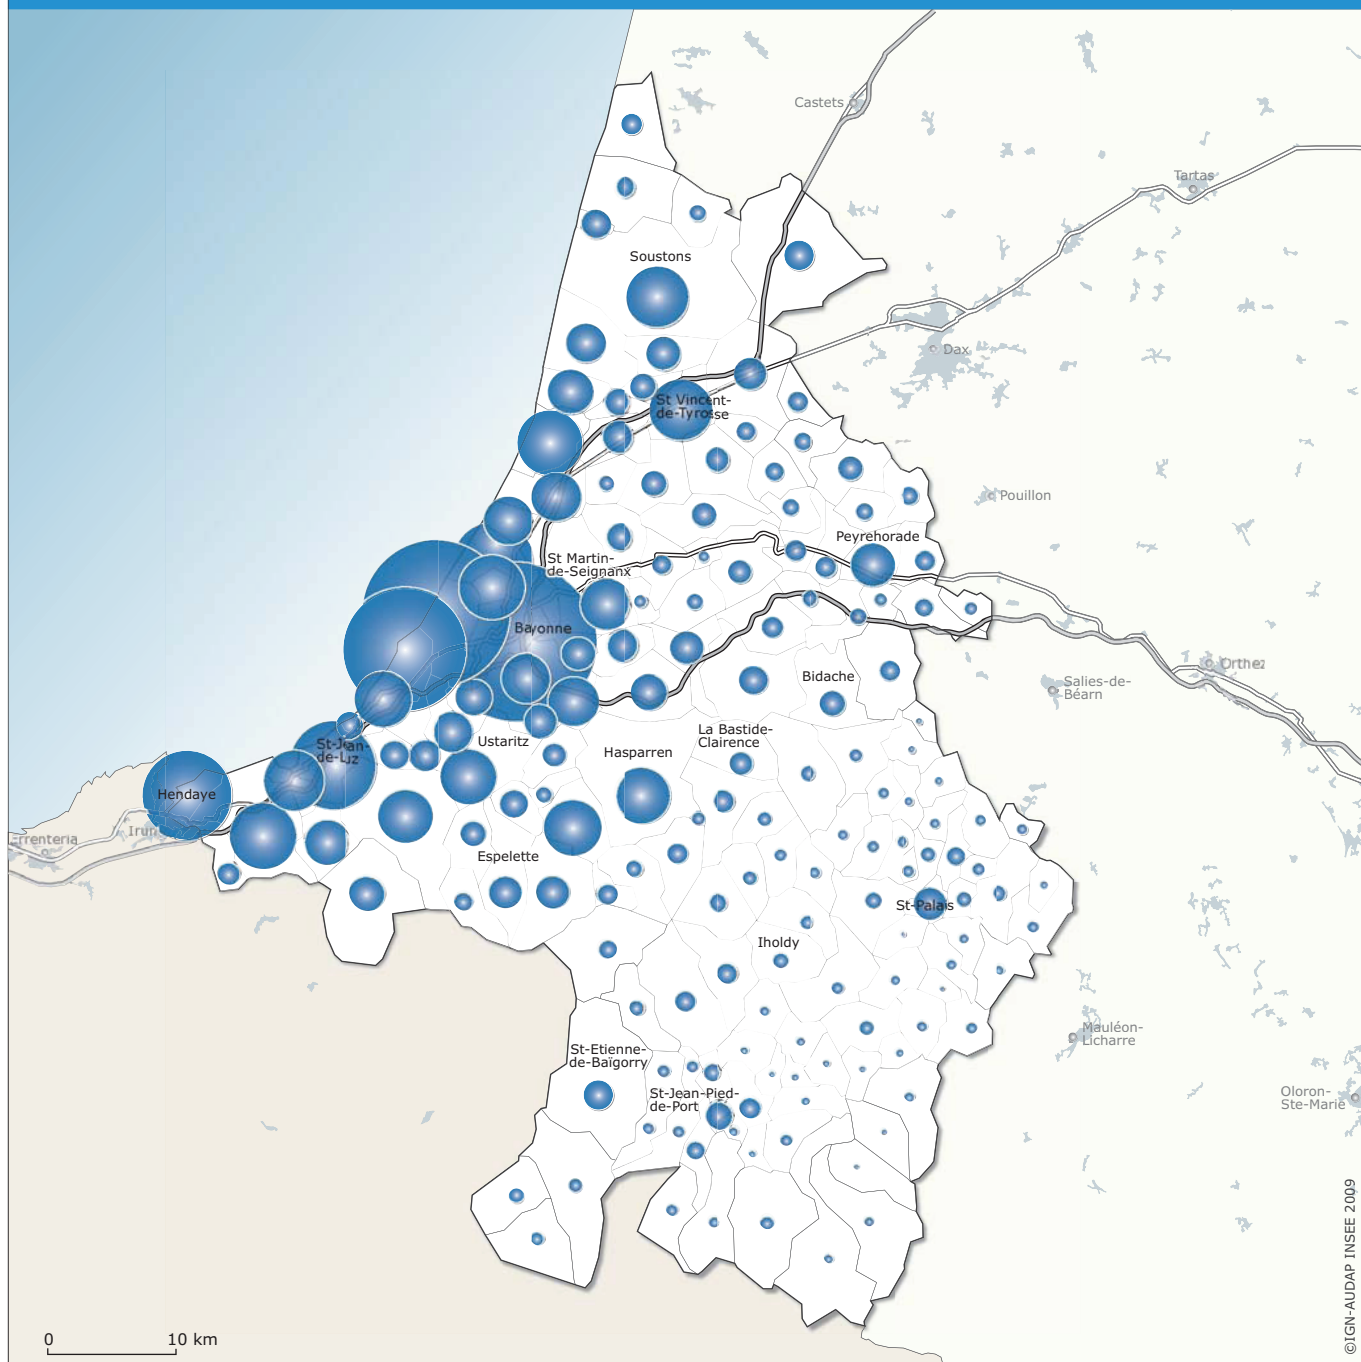 Castets
Tartas
Soustons
Dax
St Vincent-
de-Tyrosse
Pouillon
Peyrehorade
St Martin-
de-Seignanx
Bayonne
Orthez
Bidache
Salies-de-
Béarn
La Bastide-
Clairence
Ustaritz
Hasparren
St-Jean-
de-Luz
Hendaye
Irun
Errenteria
Espelette
St-Palais
Iholdy
Mauléon-
Licharre
St-Etienne-
de-Baïgorry
St-Jean-Pied-
de-Port
Oloron-
Ste-Marie
©IGN-AUDAP INSEE 2009
0 10 km